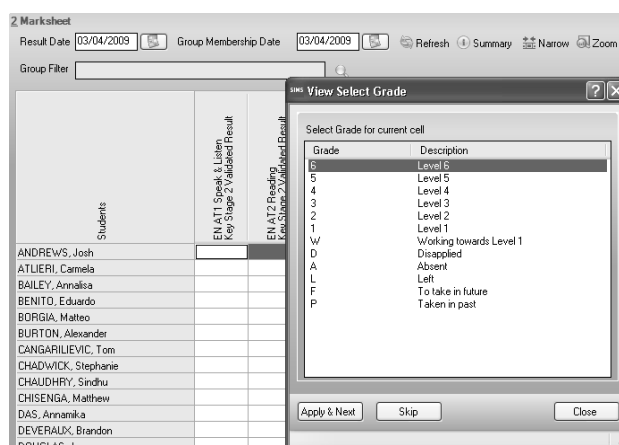 2 Marksheet
Result Date 03/04/2009 Group Membership Date 03/04/2009 Refresh Summary Narrow Zoom
Group Filter
Students
EN AT1 Speak & Listen
Key Stage 2 Validated Result
EN AT2 Reading
Key Stage 2 Validated Result
ANDREWS, Josh
ATLIERI, Carmela
BAILEY, Annalisa
BENITO, Eduardo
BORGIA, Matteo
BURTON, Alexander
CANGARILIEVIC, Tom
CHADWICK, Stephanie
CHAUDHRY, Sindhu
CHISENGA, Matthew
DAS, Annamika
DEVERAUX, Brandon
SIMS View Select Grade
Select Grade for current cell
Grade Description
6 Level 6
5 Level 5
4 Level 4
3 Level 3
2 Level 2
1 Level 1
W Working towards Level 1
D Disapplied
A Absent
L Left
F To take in future
P Taken in past
Apply & Next Skip Close